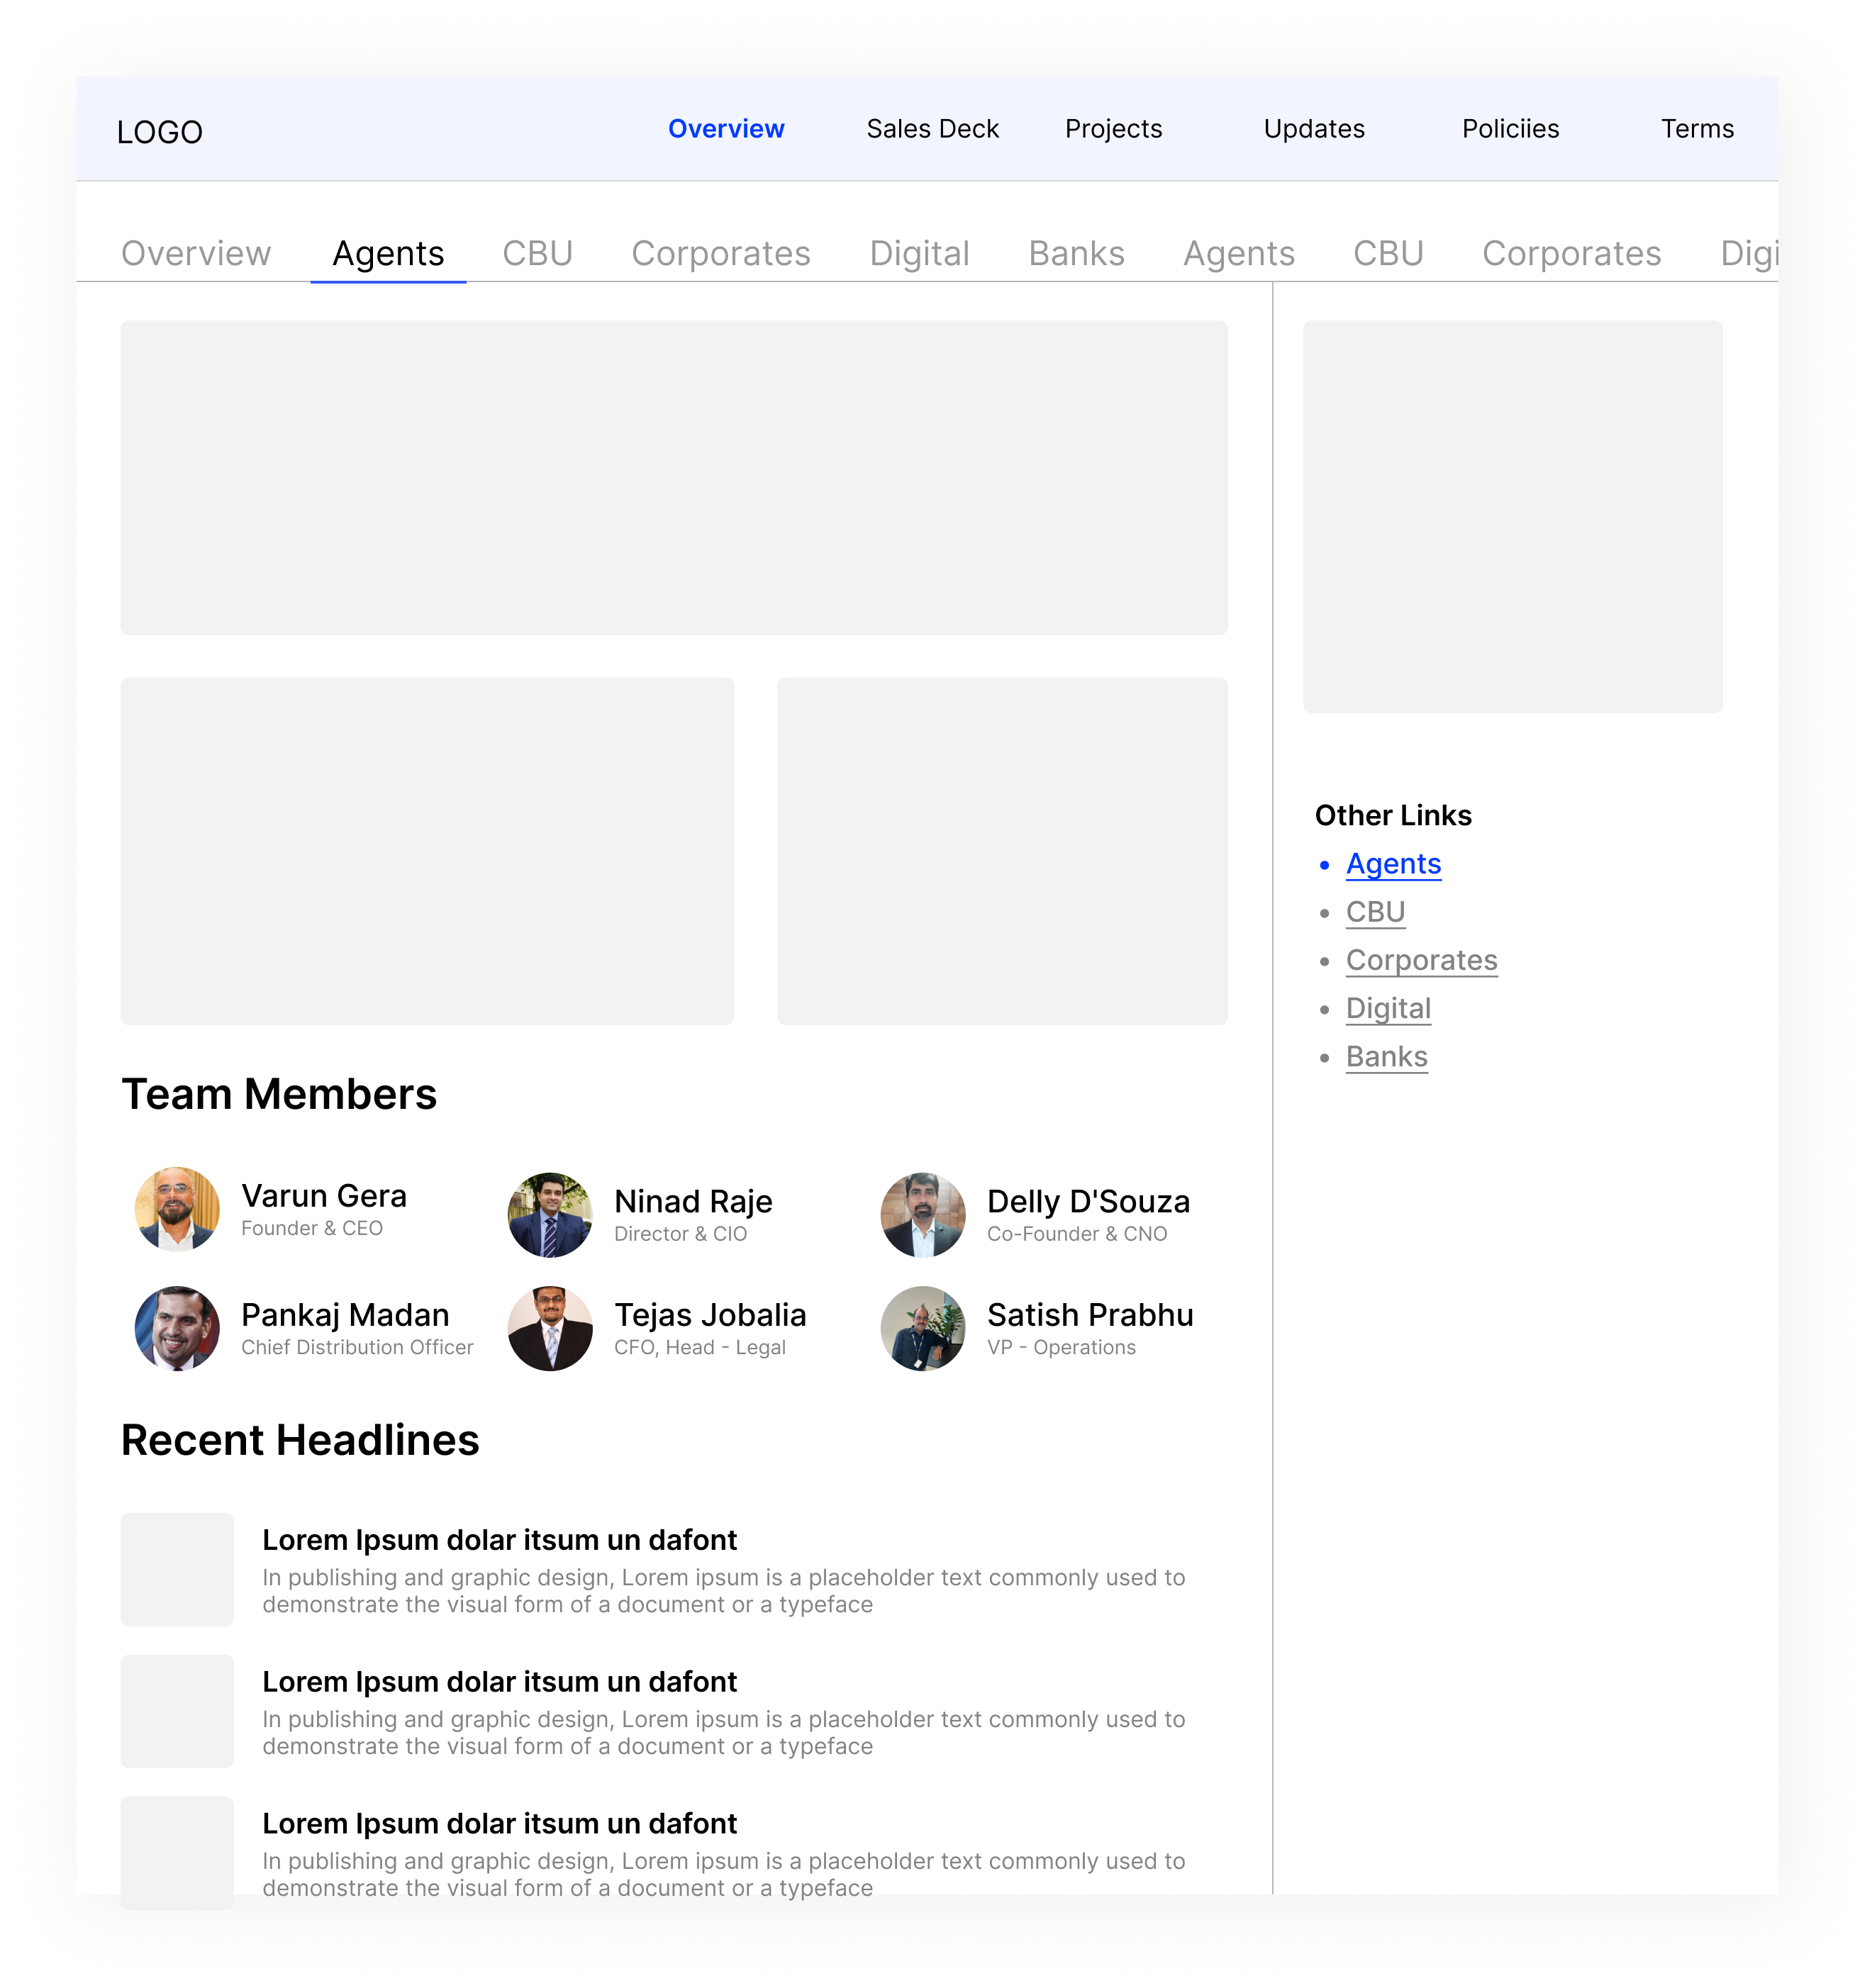 LOGO
Overview
Sales Deck
Projects
Updates
Policiies
Terms
Overview
Agents
CBU
Corporates
Digital
Banks
Agents
CBU
Corporates
Digi
Other Links
Agents
CBU
Corporates
Digital
Banks
Team Members
Varun Gera
Founder & CEO
Ninad Raje
Director & CIO
Delly D'Souza
Co-Founder & CNO
Pankaj Madan
Chief Distribution Officer
Tejas Jobalia
CFO, Head - Legal
Satish Prabhu
VP - Operations
Recent Headlines
Lorem Ipsum dolar itsum un dafont
In publishing and graphic design, Lorem ipsum is a placeholder text commonly used to
demonstrate the visual form of a document or a typeface
Lorem Ipsum dolar itsum un dafont
In publishing and graphic design, Lorem ipsum is a placeholder text commonly used to
demonstrate the visual form of a document or a typeface
Lorem Ipsum dolar itsum un dafont
In publishing and graphic design, Lorem ipsum is a placeholder text commonly used to
demonstrate the visual form of a document or a typeface